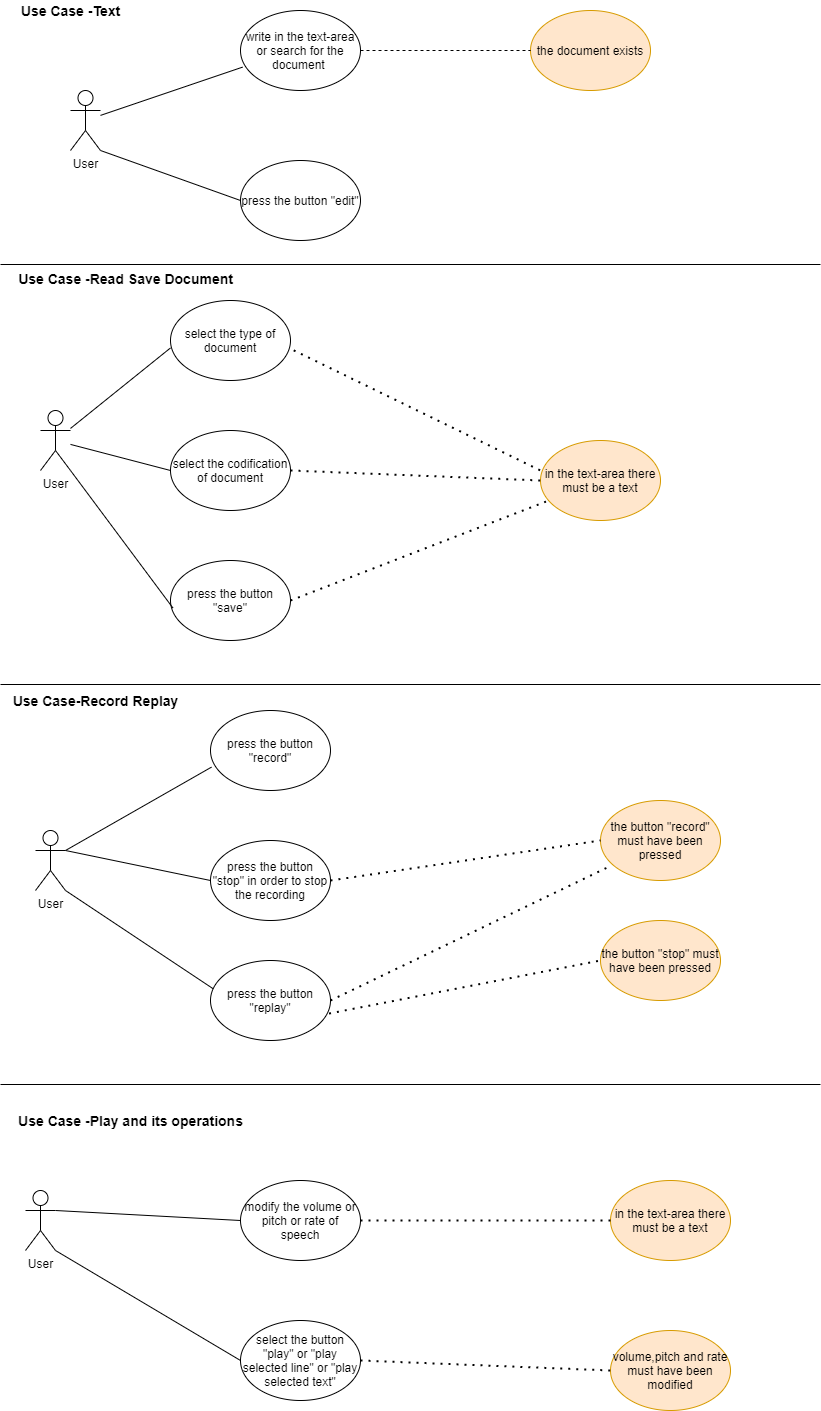 Use Case -Text
write in the text-area
or search for the
document
the document exists
User
press the button "edit"
Use Case -Read Save Document
select the type of
document
select the codification
of document
in the text-area there
must be a text
User
press the button
"save"
Use Case-Record Replay
press the button
"record"
the button "record"
must have been
pressed
press the button
"stop" in order to stop
the recording
User
the button "stop" must
have been pressed
press the button
"replay"
Use Case -Play and its operations
modify the volume or
pitch or rate of
speech
in the text-area there
must be a text
User
select the button
"play" or "play
selected line" or "play
selected text"
volume,pitch and rate
must have been
modified